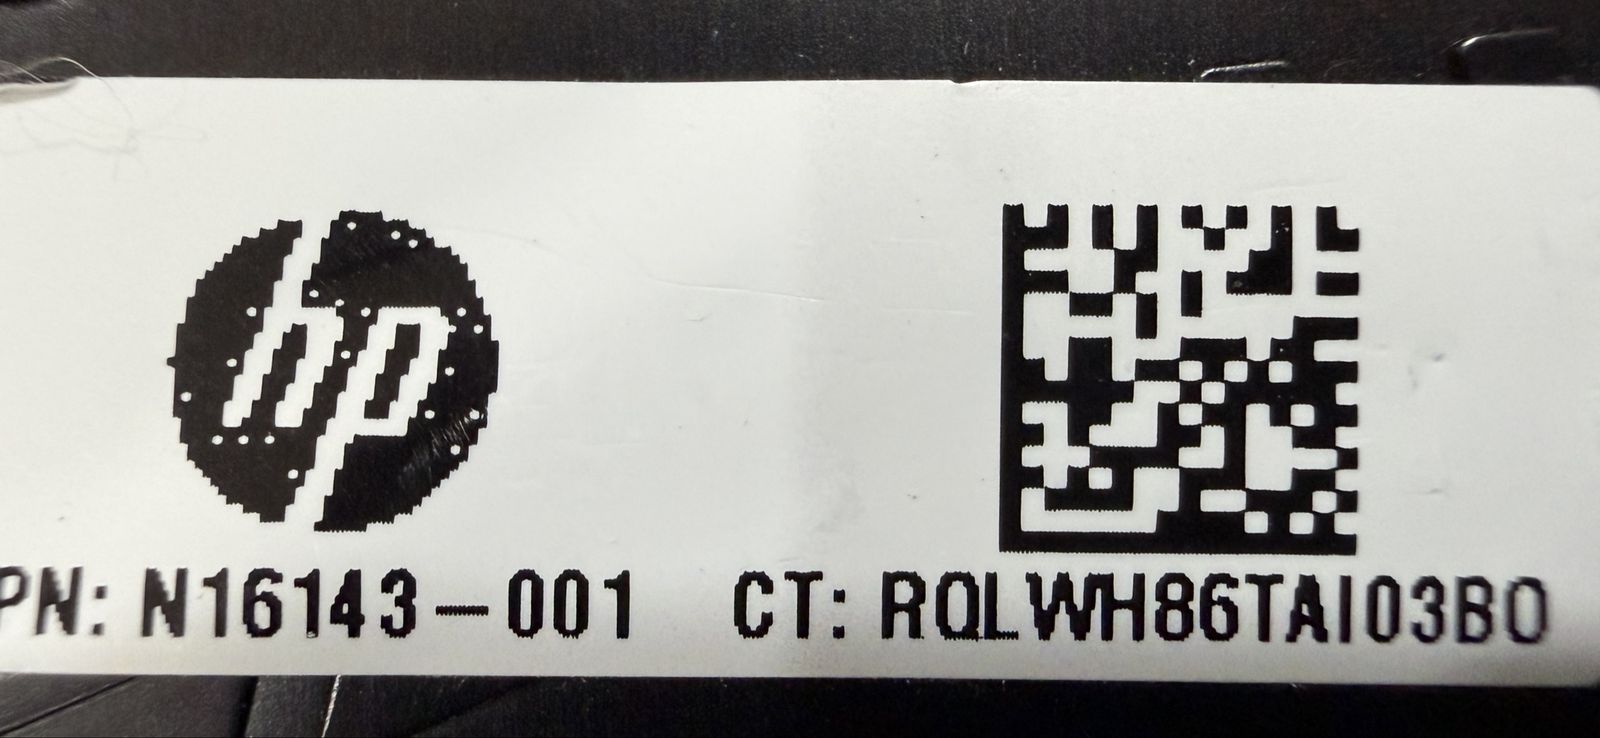 hp
PN: N16143-001 CT: RQLWH86TAI03BO